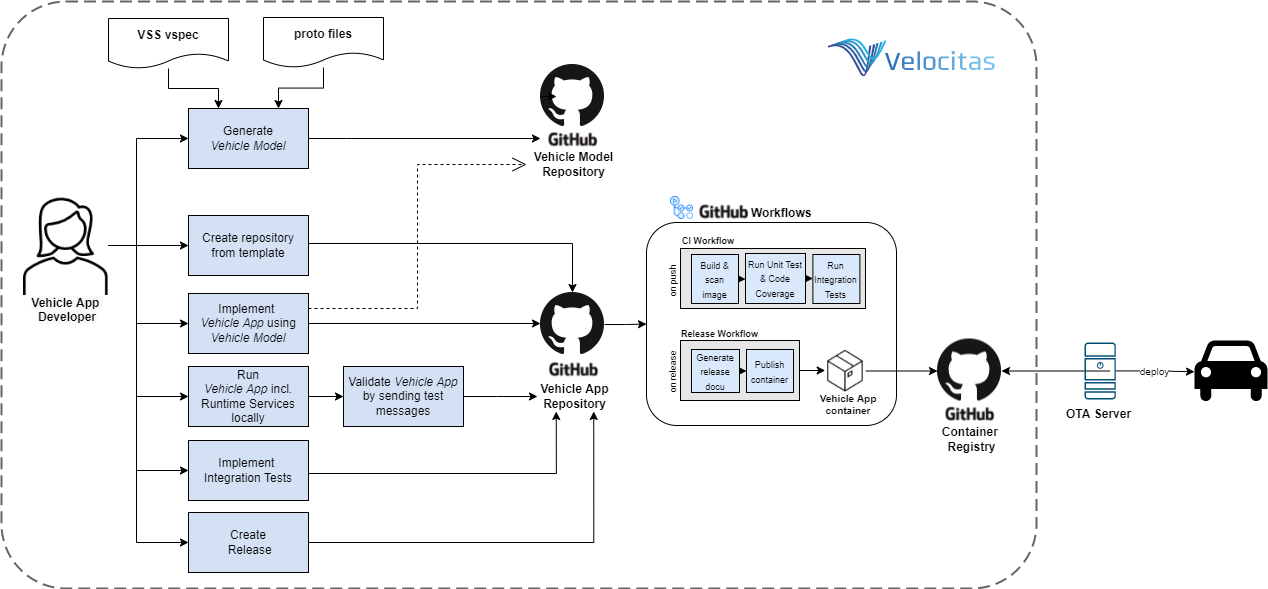 VSS vspec
proto files
Velocitas
Generate
Vehicle Model
GitHub
Vehicle Model
Repository
Create repository
from template
Vehicle App
Developer
Implement
Vehicle App using
Vehicle Model
Run
Vehicle App incl.
Runtime Services
locally
Validate Vehicle App
by sending test
messages
Implement
Integration Tests
Create
Release
GitHub
Vehicle App
Repository
GitHub Workflows
CI Workflow
on push
Build &
scan
image
Run Unit Test
& Code
Coverage
Run
Integration
Tests
Release Workflow
on release
Generate
release
docu
Publish
container
Vehicle App
container
GitHub
Container
Registry
OTA Server
deploy